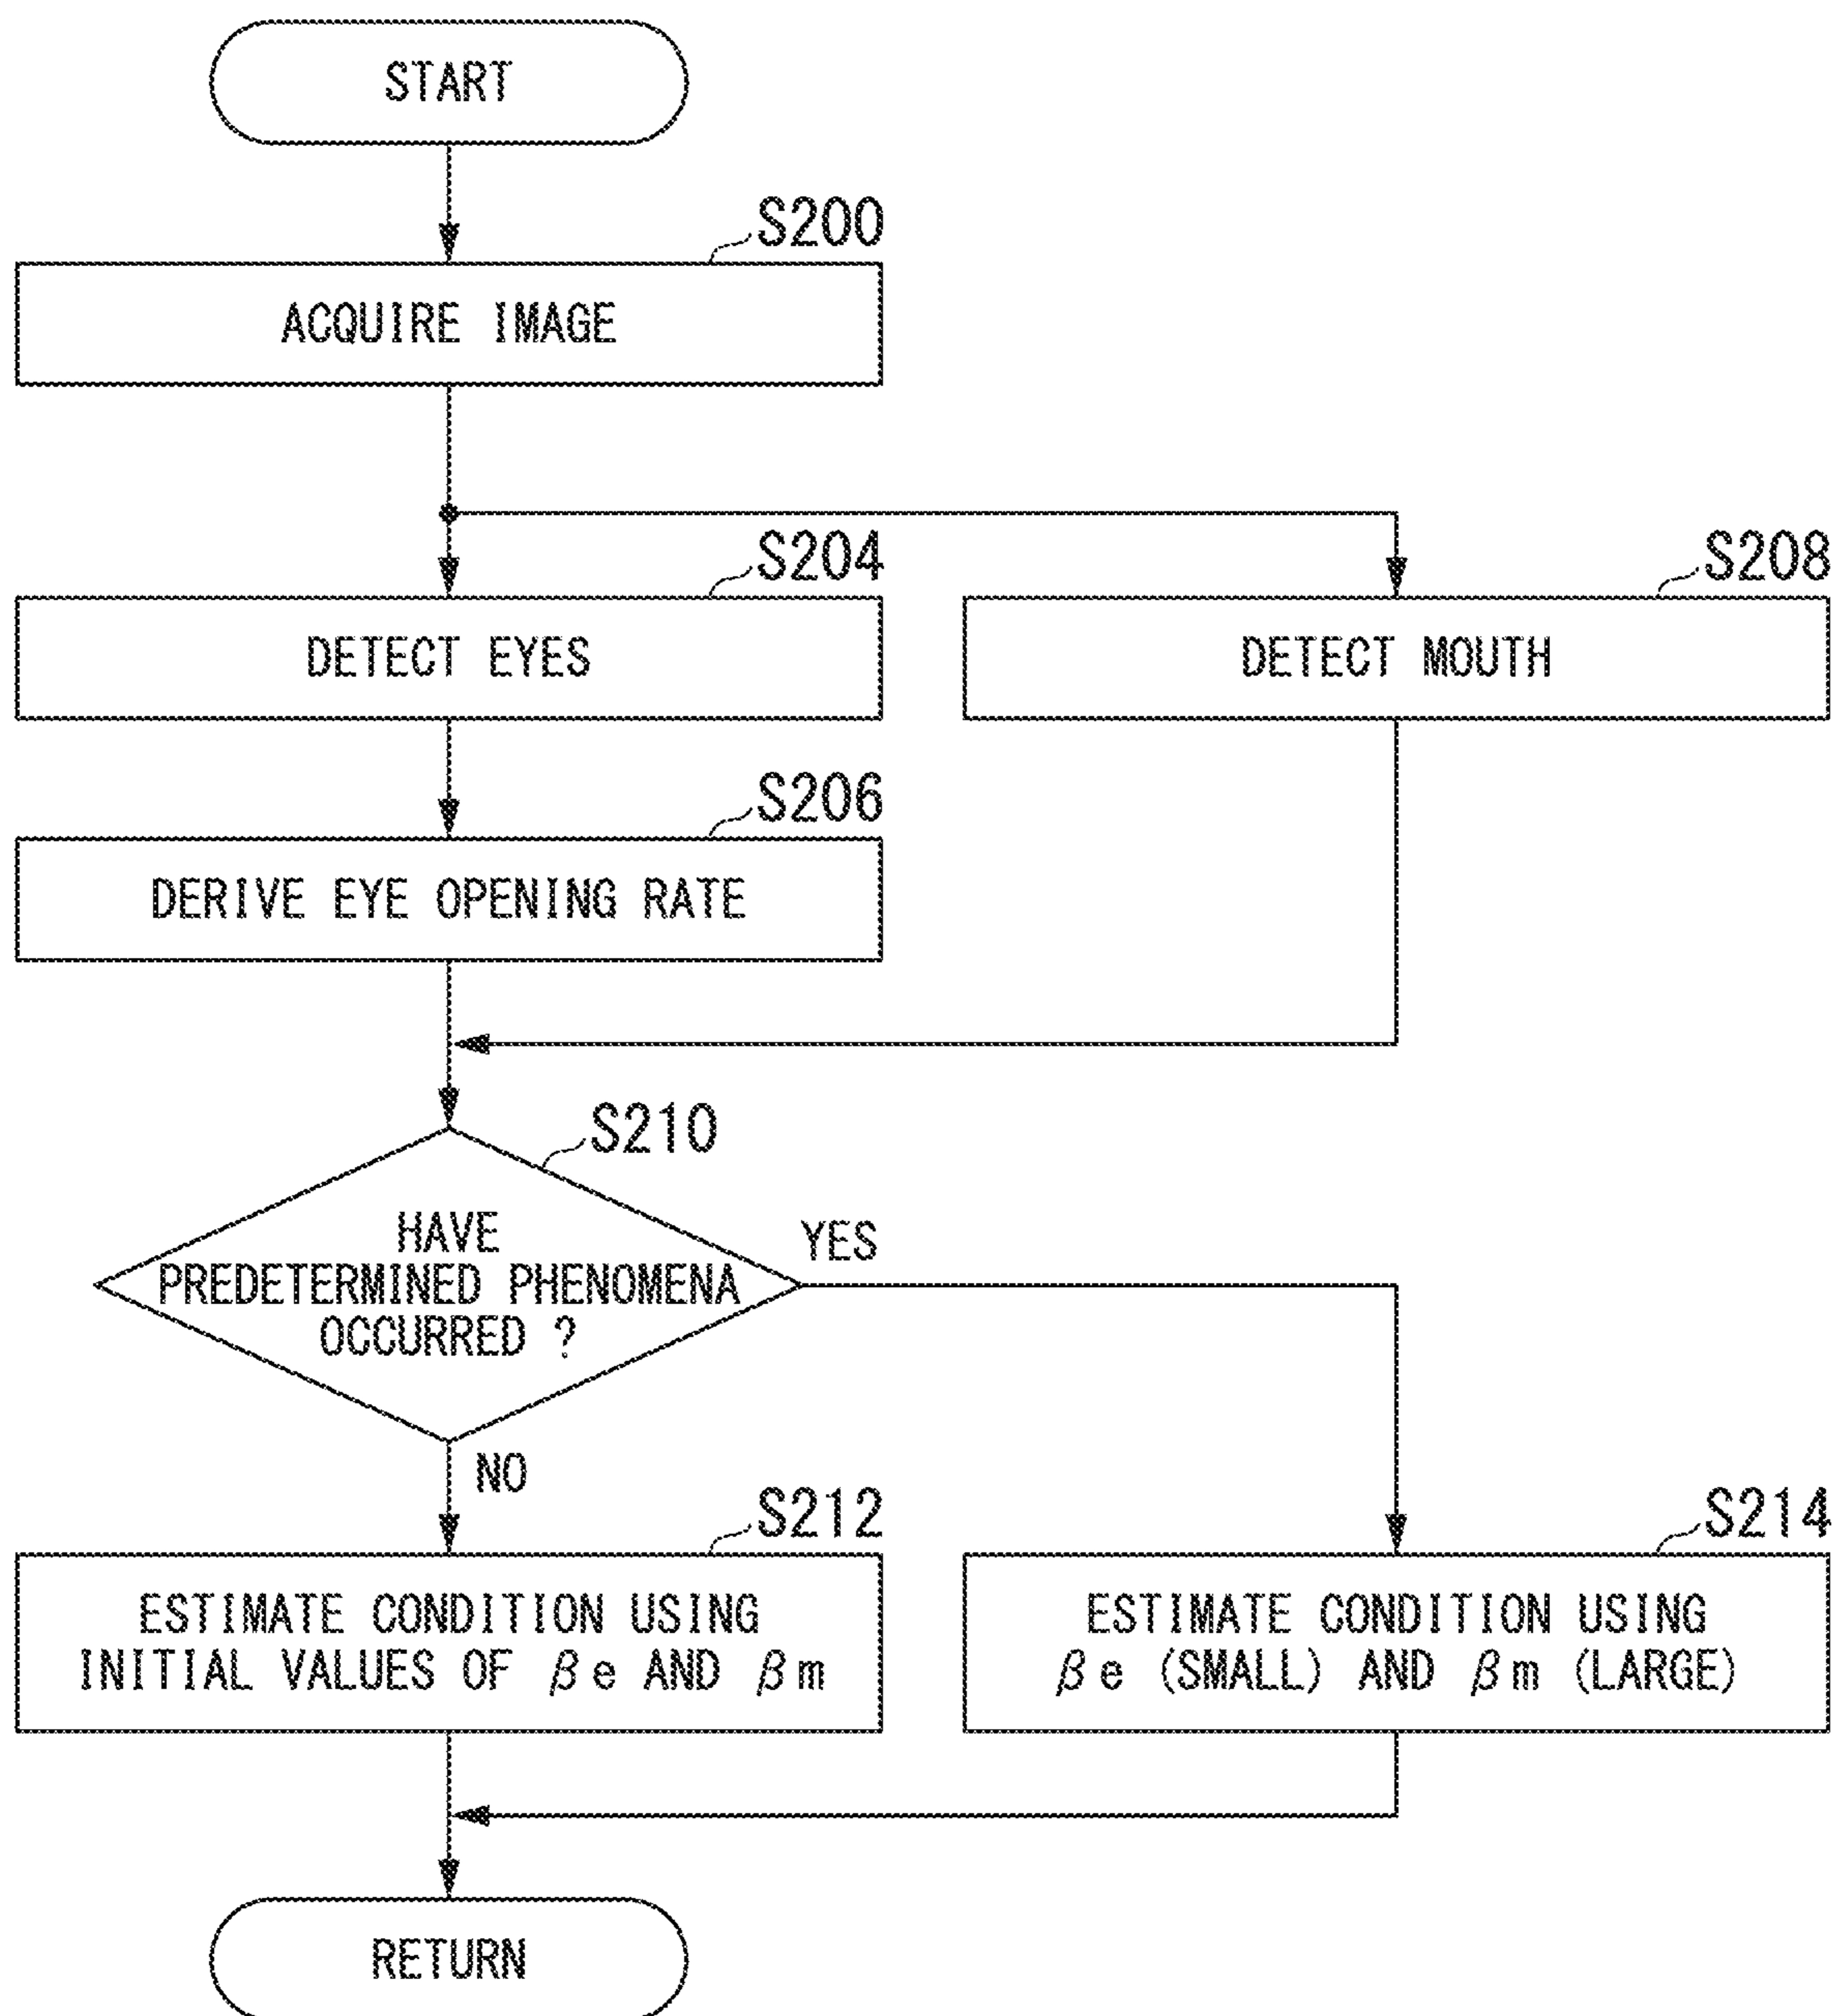 START
S200
ACQUIRE IMAGE
S204
DETECT EYES
S208
DETECT MOUTH
S206
DERIVE EYE OPENING RATE
S210
HAVE
PREDETERMINED PHENOMENA
OCCURRED ?
YES
NO
S212
ESTIMATE CONDITION USING
INITIAL VALUES OF βe AND βm
S214
ESTIMATE CONDITION USING
βe (SMALL) AND βm (LARGE)
RETURN